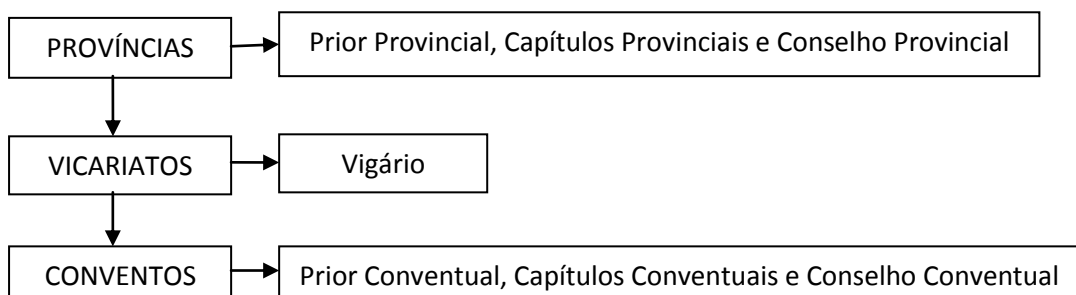 PROVÍNCIAS
Prior Provincial, Capítulos Provinciais e Conselho Provincial
VICARIATOS
Vigário
CONVENTOS
Prior Conventual, Capítulos Conventuais e Conselho Conventual